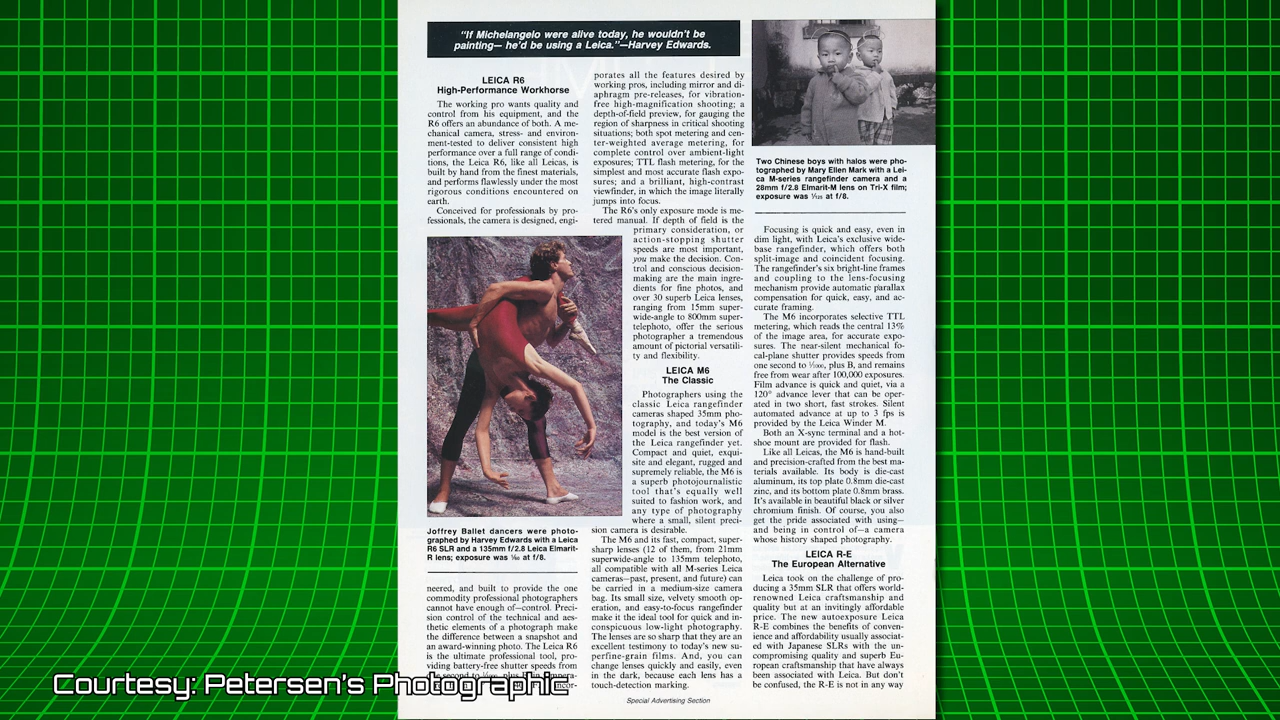 “If Michelangelo were alive today, he wouldn’t be
painting— he’d be using a Leica.”—Harvey Edwards.
LEICA R6
High-Performance Workhorse
The working pro wants quality and
control from his equipment, and the
R6 offers an abundance of both. A me-
chanical camera, stress- and environ-
ment-tested to deliver consistent high
performance over a full range of condi-
tions, the Leica R6, like all Leicas, is
built by hand from the finest materials,
and performs flawlessly under the most
rigorous conditions encountered on
earth.
Conceived for professionals by pro-
fessionals, the camera is designed, engi-
Joffrey Ballet dancers were photo-
graphed by Harvey Edwards with a Leica
R6 SLR and a 135mm f/2.8 Leica Elmarit-
R lens; exposure was 1/60 at f/8.
neered, and built to provide the one
commodity professional photographers
cannot have enough of—control. Preci-
sion control of the technical and aes-
thetic elements of a photograph make
the difference between a snapshot and
an award-winning photo. The Leica R6
is the ultimate professional tool, pro-
viding battery-free shutter speeds from
porates all the features desired by
working pros, including mirror and di-
aphragm pre-releases, for vibration-
free high-magnification shooting; a
depth-of-field preview, for gauging the
region of sharpness in critical shooting
situations; both spot metering and cen-
ter-weighted average metering, for
complete control over ambient-light
exposures; TTL flash metering, for the
simplest and most accurate flash expo-
sures; and a brilliant, high-contrast
viewfinder, in which the image literally
jumps into focus.
The R6’s only exposure mode is me-
tered manual. If depth of field is the
primary consideration, or
action-stopping shutter
speeds are most important,
you make the decision. Con-
trol and conscious decision-
making are the main ingre-
dients for fine photos, and
over 30 superb Leica lenses,
ranging from 15mm super-
wide-angle to 800mm super-
telephoto, offer the serious
photographer a tremendous
amount of pictorial versatili-
ty and flexibility.
LEICA M6
The Classic
Photographers using the
classic Leica rangefinder
cameras shaped 35mm pho-
tography, and today’s M6
model is the best version of
the Leica rangefinder yet.
Compact and quiet, exqui-
site and elegant, rugged and
supremely reliable, the M6 is
a superb photojournalistic
tool that’s equally well
suited to fashion work, and
any type of photography
where a small, silent preci-
sion camera is desirable.
The M6 and its fast, compact, super-
sharp lenses (12 of them, from 21mm
superwide-angle to 135mm telephoto,
all compatible with all M-series Leica
cameras—past, present, and future) can
be carried in a medium-size camera
bag. Its small size, velvety smooth op-
eration, and easy-to-focus rangefinder
make it the ideal tool for quick and in-
conspicuous low-light photography.
The lenses are so sharp that they are an
excellent testimony to today’s new su-
perfine-grain films. And, you can
change lenses quickly and easily, even
in the dark, because each lens has a
touch-detection marking.
Two Chinese boys with halos were pho-
tographed by Mary Ellen Mark with a Lei-
ca M-series rangefinder camera and a
28mm f/2.8 Elmarit-M lens on Tri-X film;
exposure was 1/125 at f/8.
Focusing is quick and easy, even in
dim light, with Leica’s exclusive wide-
base rangefinder, which offers both
split-image and coincident focusing.
The rangefinder’s six bright-line frames
and coupling to the lens-focusing
mechanism provide automatic parallax
compensation for quick, easy, and ac-
curate framing.
The M6 incorporates selective TTL
metering, which reads the central 13%
of the image area, for accurate expo-
sures. The near-silent mechanical fo-
cal-plane shutter provides speeds from
one second to 1/1000, plus B, and remains
free from wear after 100,000 exposures.
Film advance is quick and quiet, via a
120° advance lever that can be oper-
ated in two short, fast strokes. Silent
automated advance at up to 3 fps is
provided by the Leica Winder M.
Both an X-sync terminal and a hot-
shoe mount are provided for flash.
Like all Leicas, the M6 is hand-built
and precision-crafted from the best ma-
terials available. Its body is die-cast
aluminum, its top plate 0.8mm die-cast
zinc, and its bottom plate 0.8mm brass.
It’s available in beautiful black or silver
chromium finish. Of course, you also
get the pride associated with using—
and being in control of—a camera
whose history shaped photography.
LEICA R-E
The European Alternative
Leica took on the challenge of pro-
ducing a 35mm SLR that offers world-
renowned Leica craftsmanship and
quality but at an invitingly affordable
price. The new autoexposure Leica
R-E combines the benefits of conven-
ience and affordability usually associat-
ed with Japanese SLRs with the un-
compromising quality and superb Eu-
ropean craftsmanship that have always
been associated with Leica. But don’t
be confused, the R-E is not in any way
Special Advertising Section
Courtesy: Petersen's Photographic